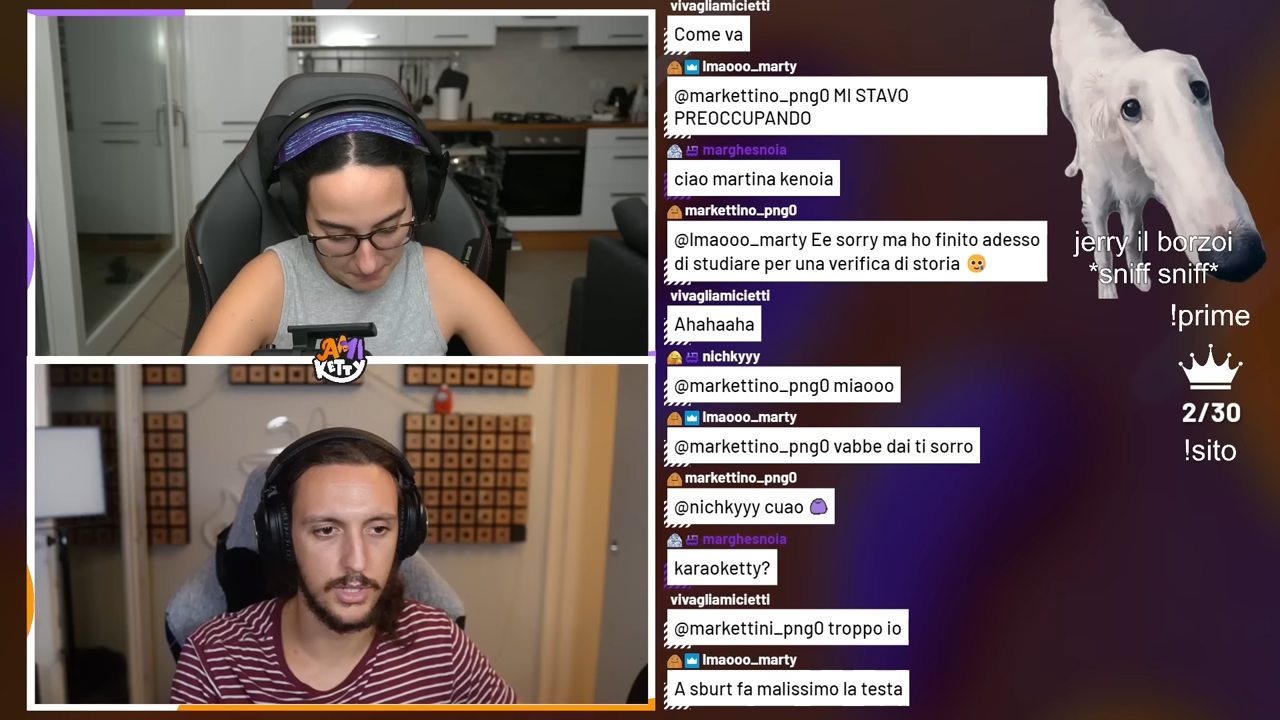 vivagliamicietti
Come va
lmaooo_marty
@markettino_png0 MI STAVO
PREOCCUPANDO
marghesnoia
ciao martina kenoia
markettino_png0
@lmaooo_marty Ee sorry ma ho finito adesso
di studiare per una verifica di storia
vivagliamicietti
Ahahaaha
nichkyyy
@markettino_png0 miaooo
lmaooo_marty
@markettino_png0 vabbe dai ti sorro
markettino_png0
@nichkyyy cuao
marghesnoia
karaoketty?
vivagliamicietti
@markettini_png0 troppo io
lmaooo_marty
A sburt fa malissimo la testa
jerry il borzoi
*sniff sniff*
!prime
2/30
!sito
KETTY